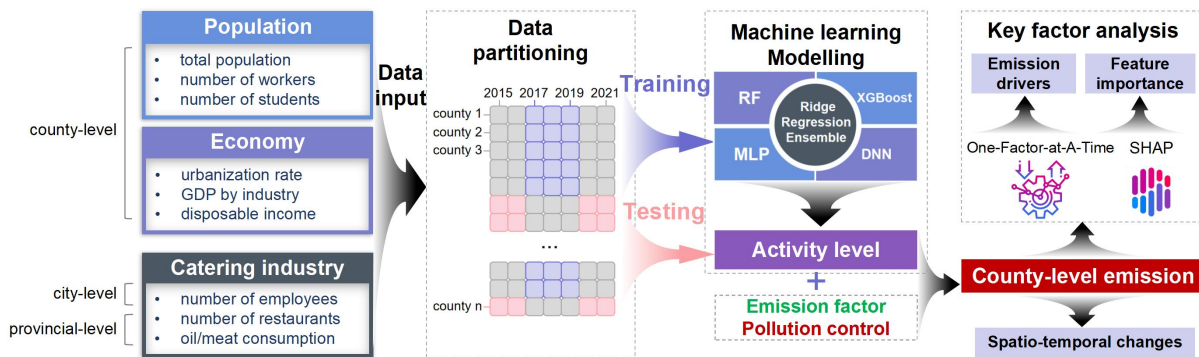 county-level
city-level
provincial-level
Population
• total population
• number of workers
• number of students
Economy
• urbanization rate
• GDP by industry
• disposable income
Catering industry
• number of employees
• number of restaurants
• oil/meat consumption
Data
input
Data
partitioning
2015 2017 2019 2021
county 1
county 2
county 3
...
county n
Training
Testing
Machine learning
Modelling
RF
XGBoost
MLP
DNN
Ridge
Regression
Ensemble
Activity level
+
Emission factor
Pollution control
Key factor analysis
Emission
drivers
Feature
importance
One-Factor-at-A-Time
SHAP
County-level emission
Spatio-temporal changes